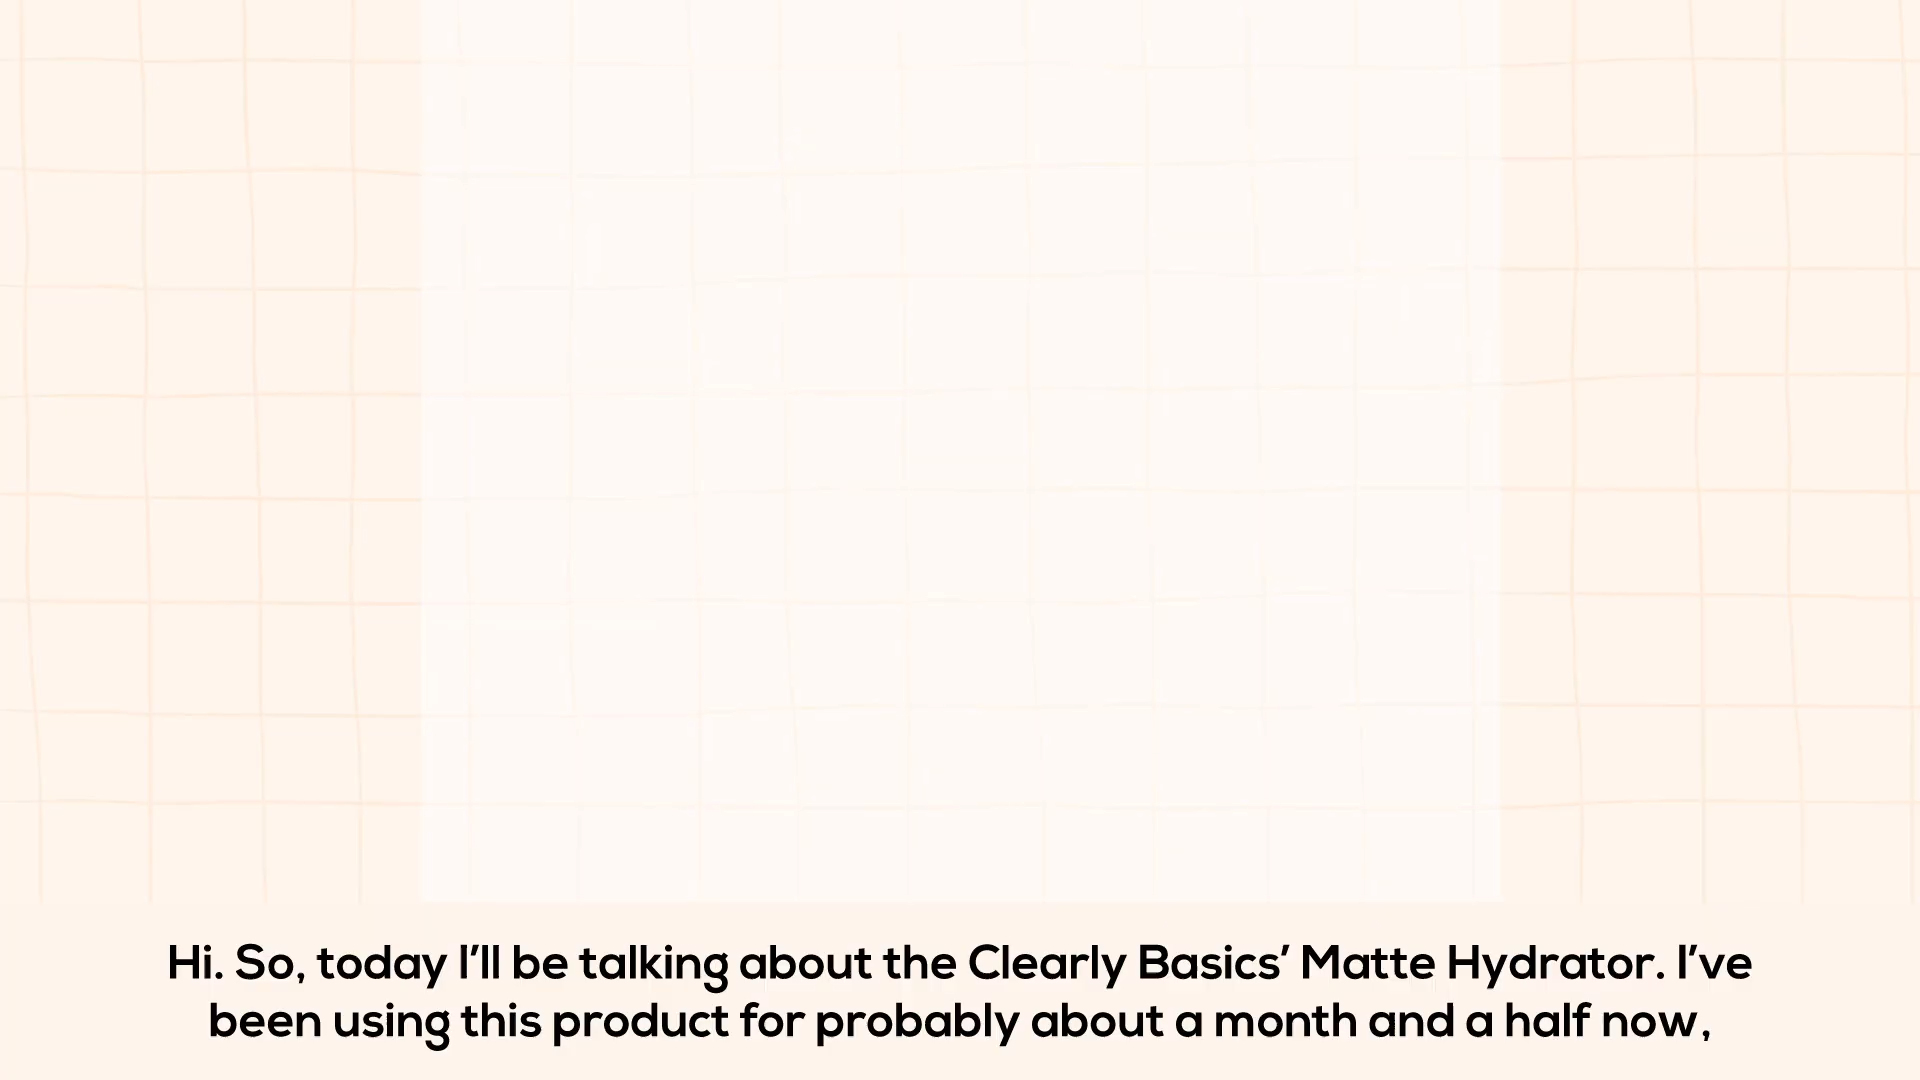 Hi. So, today I’ll be talking about the Clearly Basics’ Matte Hydrator. I’ve
been using this product for probably about a month and a half now,